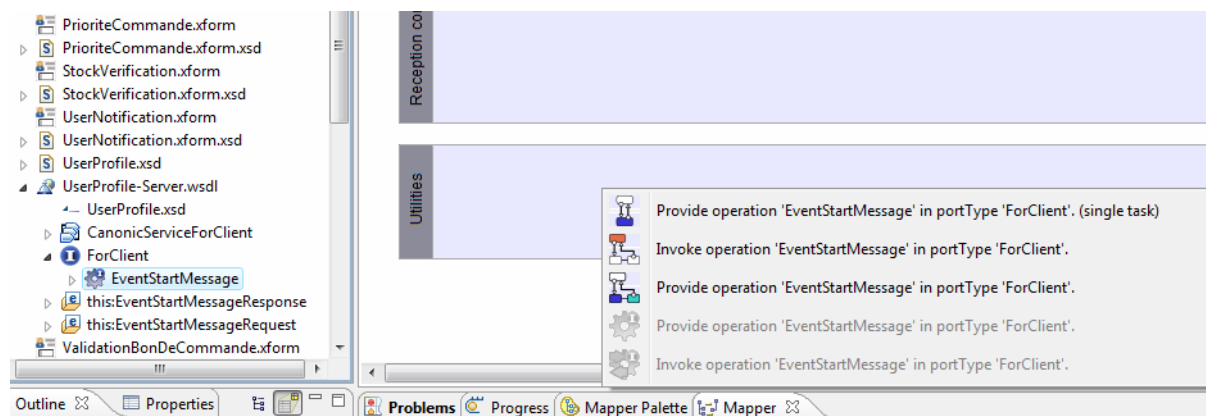 PrioriteCommande.xform
PrioriteCommande.xform.xsd
StockVerification.xform
StockVerification.xform.xsd
UserNotification.xform
UserNotification.xform.xsd
UserProfile.xsd
UserProfile-Server.wsdl
UserProfile.xsd
CanonicServiceForClient
ForClient
EventStartMessage
this:EventStartMessageResponse
this:EventStartMessageRequest
ValidationBonDeCommande.xform
Outline
Properties
Reception
Utilities
Provide operation 'EventStartMessage' in portType 'ForClient'. (single task)
Invoke operation 'EventStartMessage' in portType 'ForClient'.
Provide operation 'EventStartMessage' in portType 'ForClient'.
Provide operation 'EventStartMessage' in portType 'ForClient'.
Invoke operation 'EventStartMessage' in portType 'ForClient'.
Problems
Progress
Mapper Palette
Mapper